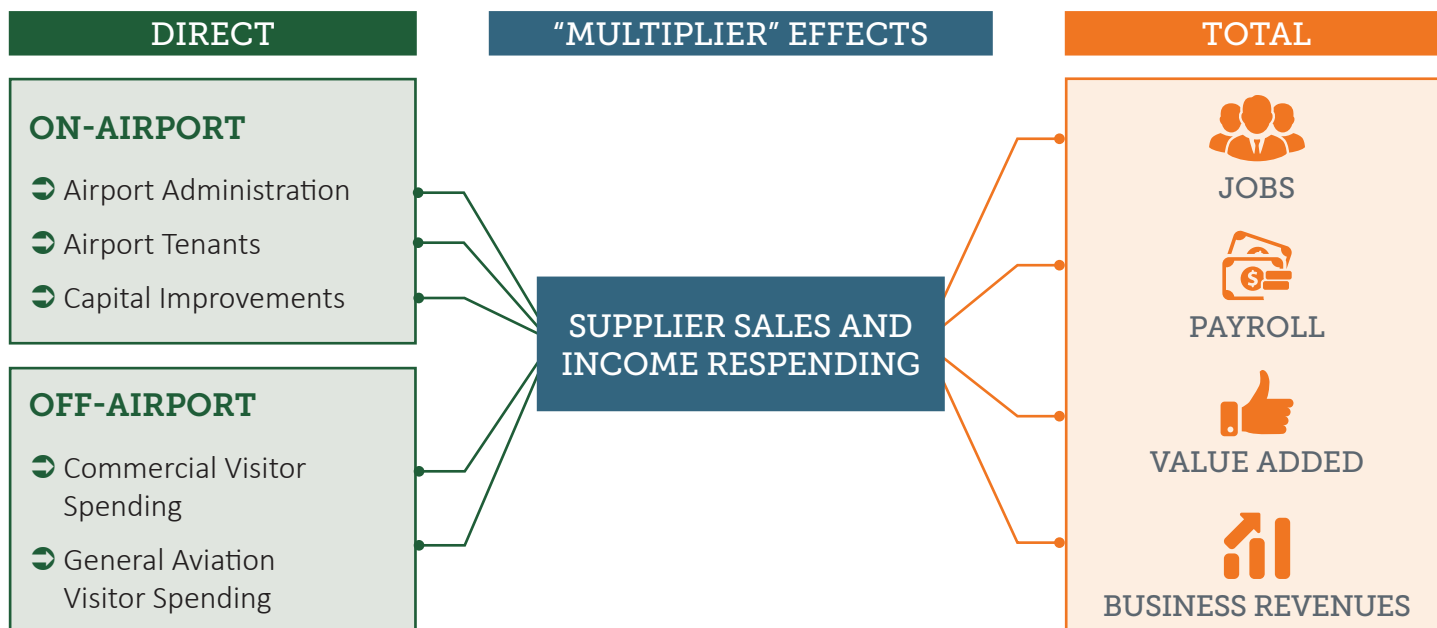 DIRECT
ON-AIRPORT
Airport Administration
Airport Tenants
Capital Improvements
OFF-AIRPORT
Commercial Visitor
Spending
General Aviation
Visitor Spending
“MULTIPLIER” EFFECTS
SUPPLIER SALES AND
INCOME RESPENDING
TOTAL
JOBS
$
PAYROLL
VALUE ADDED
BUSINESS REVENUES